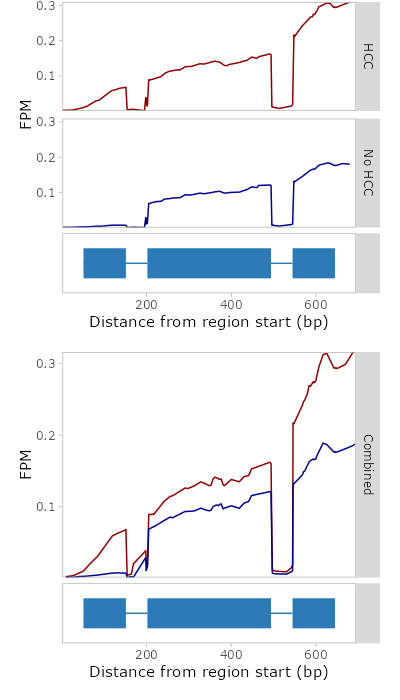 0.3
0.2
0.1
HCC
FPM
0.3
0.2
0.1
No HCC
200 400 600
Distance from region start (bp)
0.3
0.2
0.1
FPM
Combined
200 400 600
Distance from region start (bp)